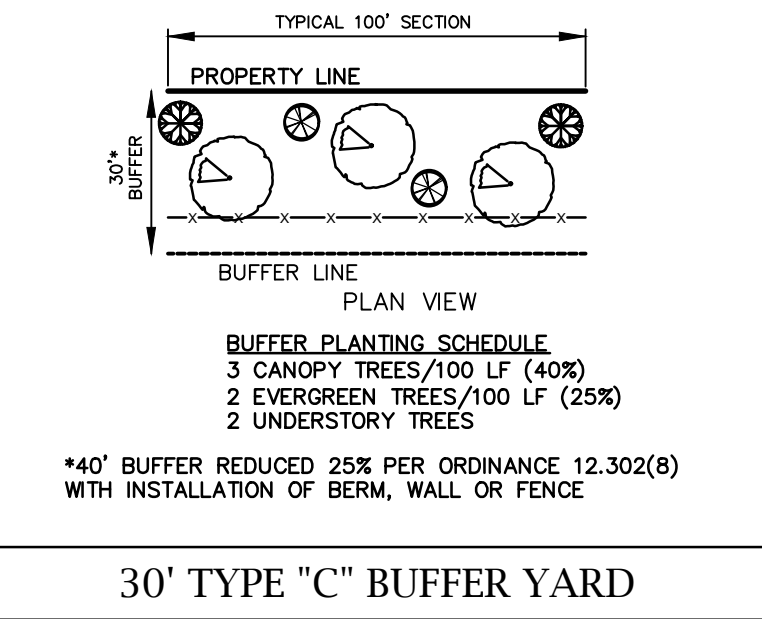 TYPICAL 100' SECTION
PROPERTY LINE
30'*
BUFFER
X X X X X X X X X
BUFFER LINE
PLAN VIEW
BUFFER PLANTING SCHEDULE
3 CANOPY TREES/100 LF (40%)
2 EVERGREEN TREES/100 LF (25%)
2 UNDERSTORY TREES
*40' BUFFER REDUCED 25% PER ORDINANCE 12.302(8)
WITH INSTALLATION OF BERM, WALL OR FENCE
30' TYPE "C" BUFFER YARD